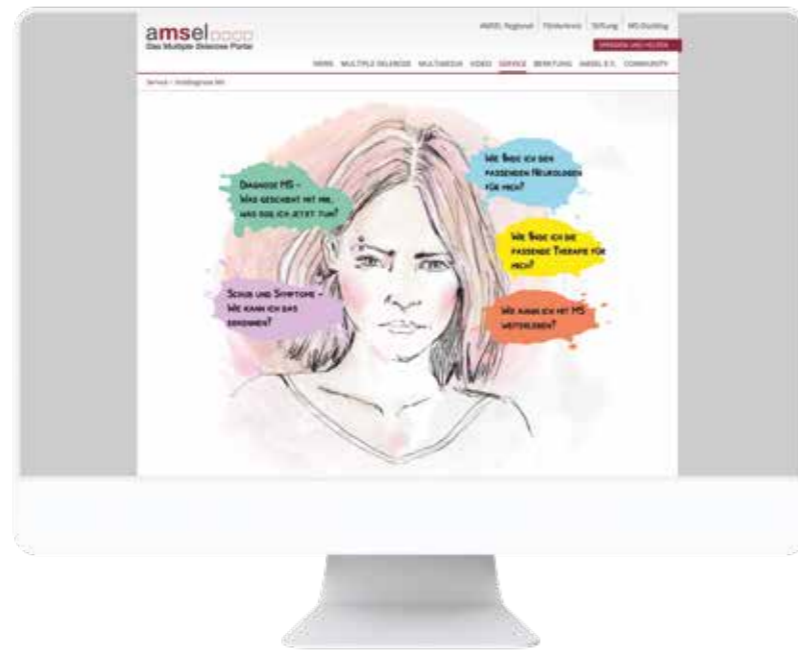 amsel
Das Multiple Sklerose Portal
AMSEL Regional Förderkreis Stiftung MS-Docblog
SPENDEN UND HELFEN
NEWS MULTIPLE SKLEROSE MULTIMEDIA VIDEO SERVICE BERATUNG AMSEL E.V. COMMUNITY
Service >
Diagnose MS –
Was geschieht mit mir,
was soll ich jetzt tun?
Wie finde ich den
passenden Neurologen
für mich?
Wie finde ich die
passende Therapie für
mich?
Schub und Symptome –
Wie kann ich das
erkennen?
Wie kann ich mit MS
weiterleben?